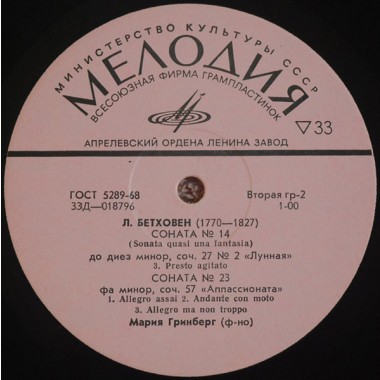 МИНИСТЕРСТВО КУЛЬТУРЫ СССР
МЕЛОДИЯ
ВСЕСОЮЗНАЯ ФИРМА ГРАМПЛАСТИНОК
▽33
АПРЕЛЕВСКИЙ ОРДЕНА ЛЕНИНА ЗАВОД
ГОСТ 5289-68
33Д—018796
Вторая гр-2
1-00
Л. БЕТХОВЕН (1770—1827)
СОНАТА № 14
(Sonata quasi una fantasia)
до диез минор, соч. 27 № 2 «Лунная»
3. Presto agitato
СОНАТА № 23
фа минор, соч. 57 «Аппассионата»
1. Allegro assai 2. Andante con moto
3. Allegro ma non troppo
Мария Гринберг (ф-но)